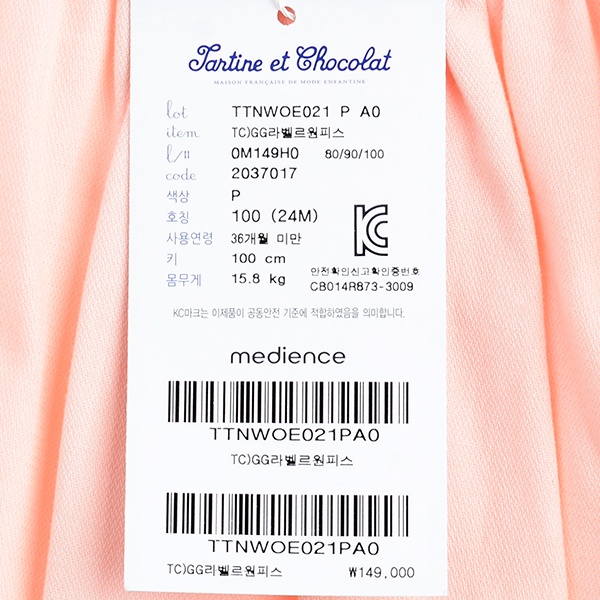 Tartine et Chocolat
MAISON FRANÇAISE DE MODE ENFANTINE
lot TTNWOE021 P A0
item TC)GG라벨르원피스
l/# 0M149H0 80/90/100
code 2037017
색상 P
호칭 100 (24M)
사용연령 36개월 미만
키 100 cm
몸무게 15.8 kg
안전확인신고확인증번호
CB014R873-3009
KC마크는 이제품이 공통안전 기준에 적합하였음을 의미합니다.
medience
TTNWOE021PA0
TC)GG라벨르원피스
TTNWOE021PA0
TC)GG라벨르원피스 ₩149,000